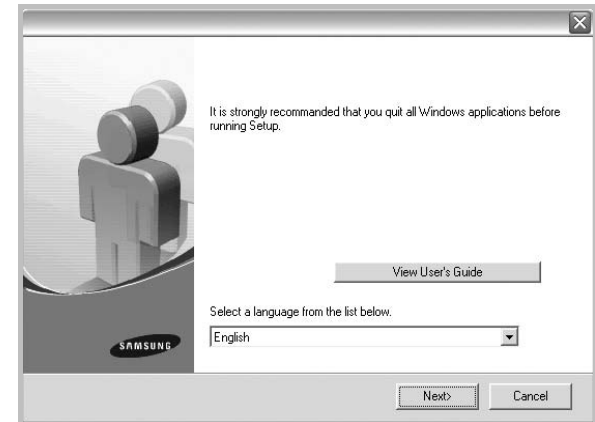 It is strongly recommanded that you quit all Windows applications before
running Setup.
View User's Guide
Select a language from the list below.
English
SAMSUNG
Next>
Cancel